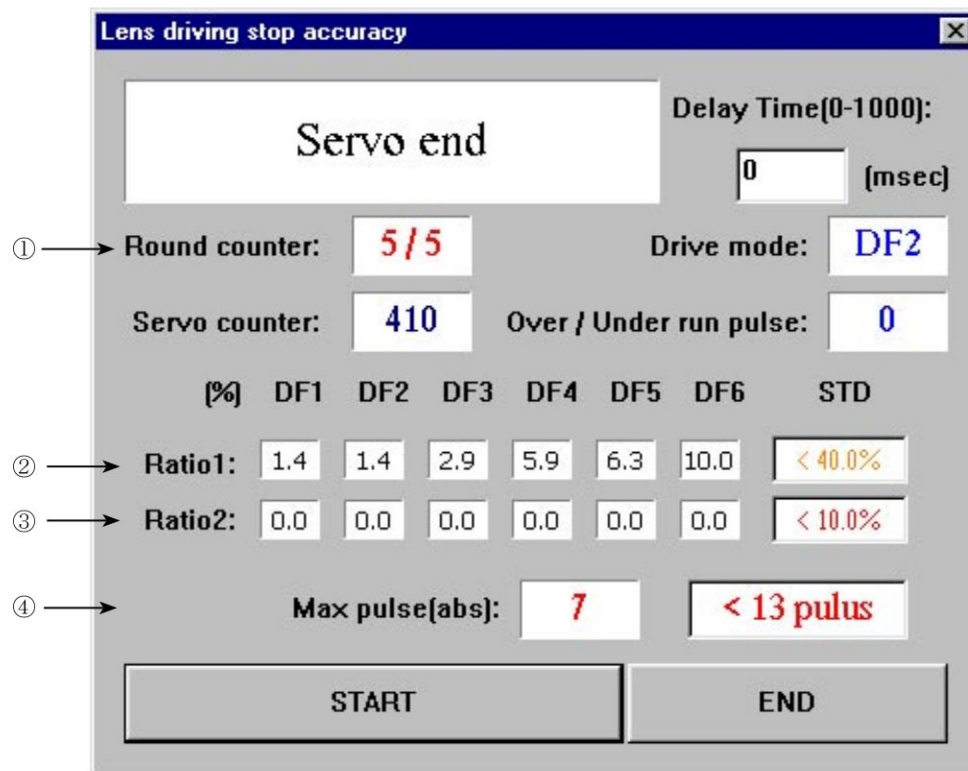 Lens driving stop accuracy
Servo end
Delay Time(0-1000):
0 (msec)
① Round counter: 5 / 5 Drive mode: DF2
Servo counter: 410 Over / Under run pulse: 0
(%) DF1 DF2 DF3 DF4 DF5 DF6 STD
② Ratio1: 1.4 1.4 2.9 5.9 6.3 10.0 < 40.0%
③ Ratio2: 0.0 0.0 0.0 0.0 0.0 0.0 < 10.0%
④ Max pulse(abs): 7 < 13 pulus
START END